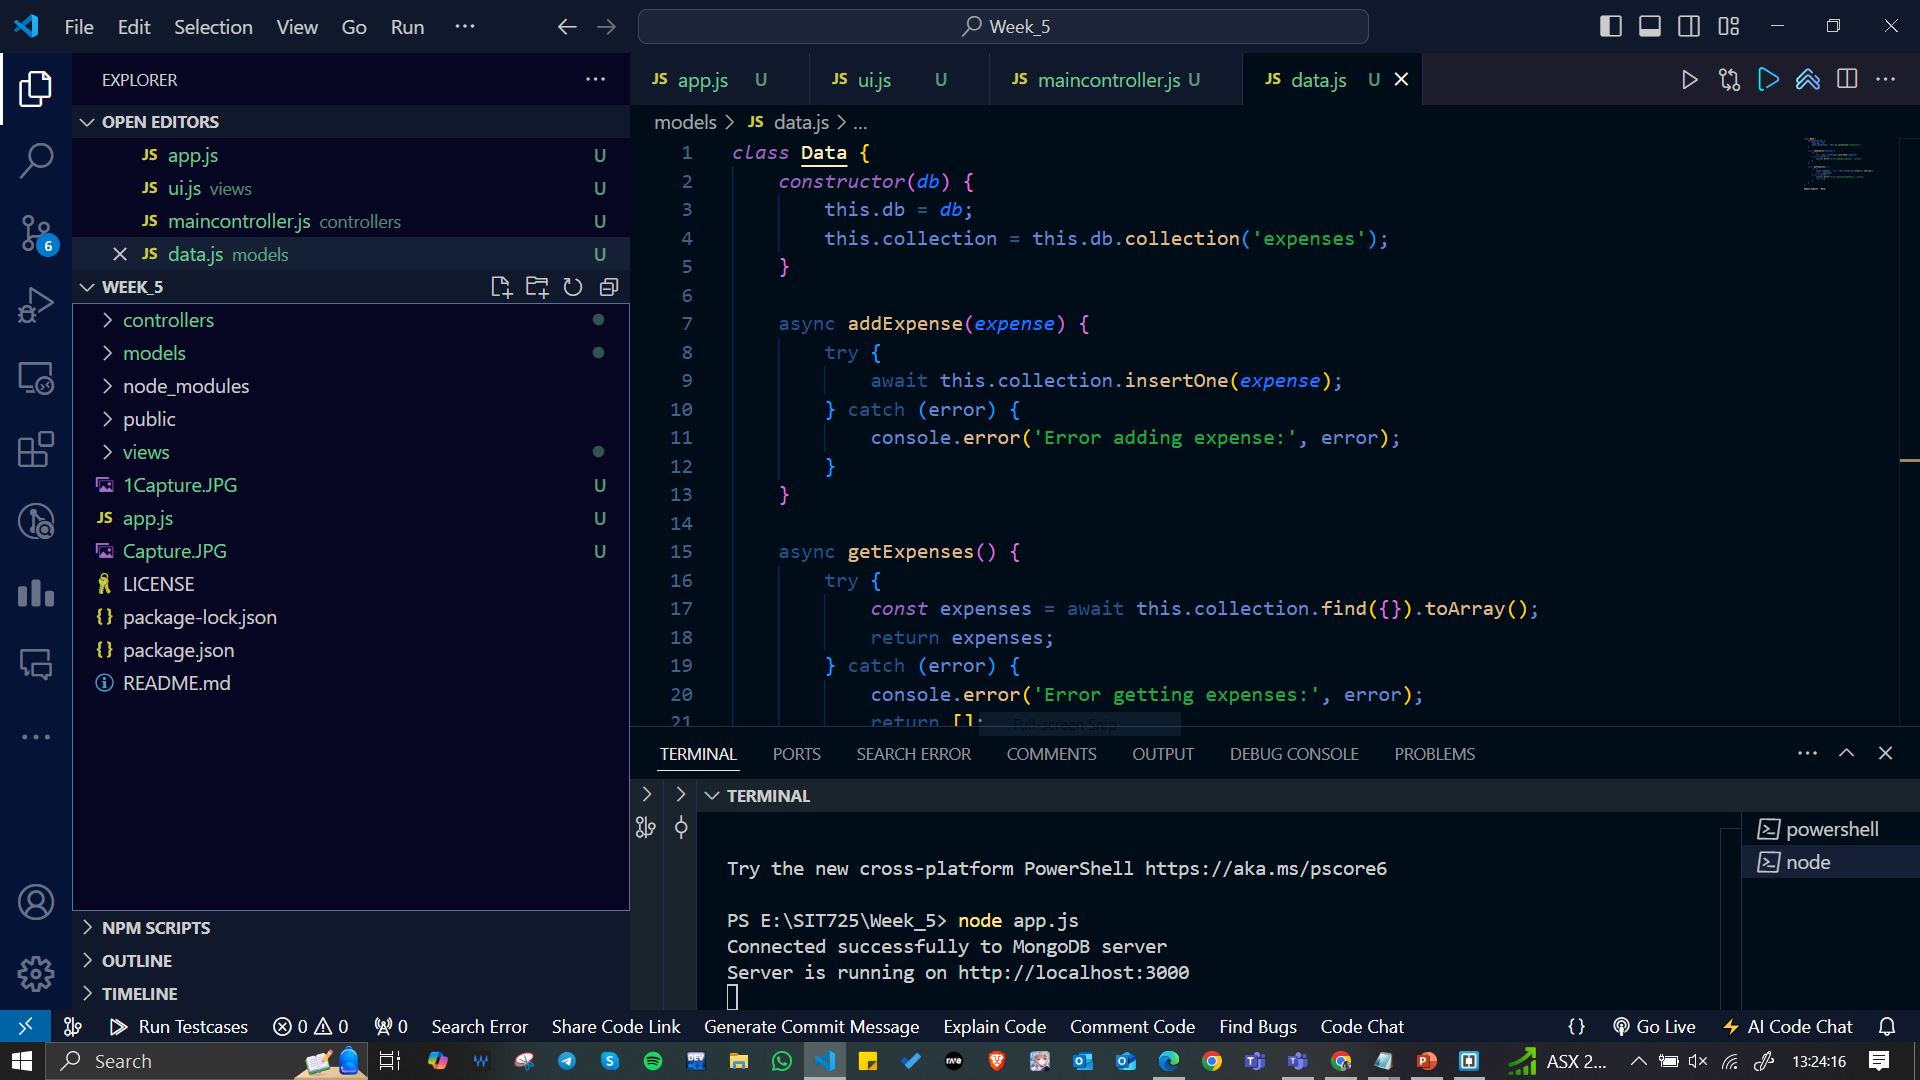 File Edit Selection View Go Run ···
Week_5
EXPLORER
OPEN EDITORS
JS app.js U
JS ui.js views U
JS maincontroller.js controllers U
JS data.js models U
WEEK_5
controllers
models
node_modules
public
views
1Capture.JPG U
JS app.js U
Capture.JPG U
LICENSE
{} package-lock.json
{} package.json
README.md
NPM SCRIPTS
OUTLINE
TIMELINE
6
JS app.js U JS ui.js U JS maincontroller.js U JS data.js U
models > JS data.js > ...
1 class Data {
2 constructor(db) {
3 this.db = db;
4 this.collection = this.db.collection('expenses');
5 }
6
7 async addExpense(expense) {
8 try {
9 await this.collection.insertOne(expense);
10 } catch (error) {
11 console.error('Error adding expense:', error);
12 }
13 }
14
15 async getExpenses() {
16 try {
17 const expenses = await this.collection.find({}).toArray();
18 return expenses;
19 } catch (error) {
20 console.error('Error getting expenses:', error);
21 return [];
Full-screen Snip
TERMINAL PORTS SEARCH ERROR COMMENTS OUTPUT DEBUG CONSOLE PROBLEMS
TERMINAL
Try the new cross-platform PowerShell https://aka.ms/pscore6
PS E:\SIT725\Week_5> node app.js
Connected successfully to MongoDB server
Server is running on http://localhost:3000
powershell
node
Run Testcases 0 0 0 Search Error Share Code Link Generate Commit Message Explain Code Comment Code Find Bugs Code Chat {} Go Live AI Code Chat
Search ASX 2... 13:24:16